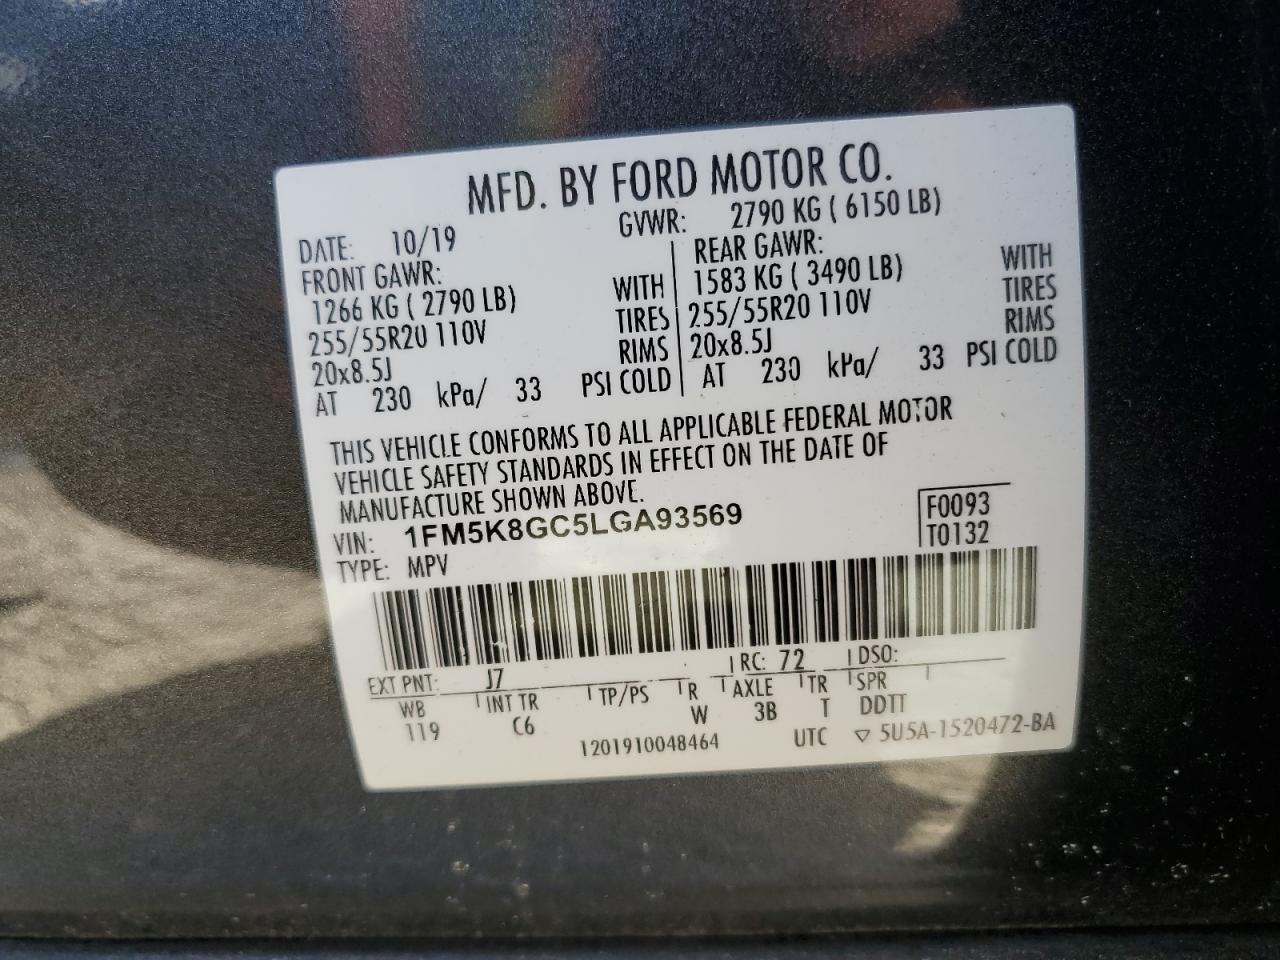 MFD. BY FORD MOTOR CO.
DATE: 10/19 GVWR: 2790 KG ( 6150 LB)
FRONT GAWR: REAR GAWR:
1266 KG ( 2790 LB) WITH 1583 KG ( 3490 LB) WITH
255/55R20 110V TIRES 255/55R20 110V TIRES
20x8.5J RIMS 20x8.5J RIMS
AT 230 kPa/ 33 PSI COLD AT 230 kPa/ 33 PSI COLD
THIS VEHICLE CONFORMS TO ALL APPLICABLE FEDERAL MOTOR
VEHICLE SAFETY STANDARDS IN EFFECT ON THE DATE OF
MANUFACTURE SHOWN ABOVE.
VIN: 1FM5K8GC5LGA93569 F0093
TYPE: MPV T0132
EXT PNT: J7 RC: 72 DSO:
WB INT TR TP/PS R AXLE TR SPR
119 C6 W 3B T DDTT
1201910048464 UTC ▽ 5U5A-1520472-BA